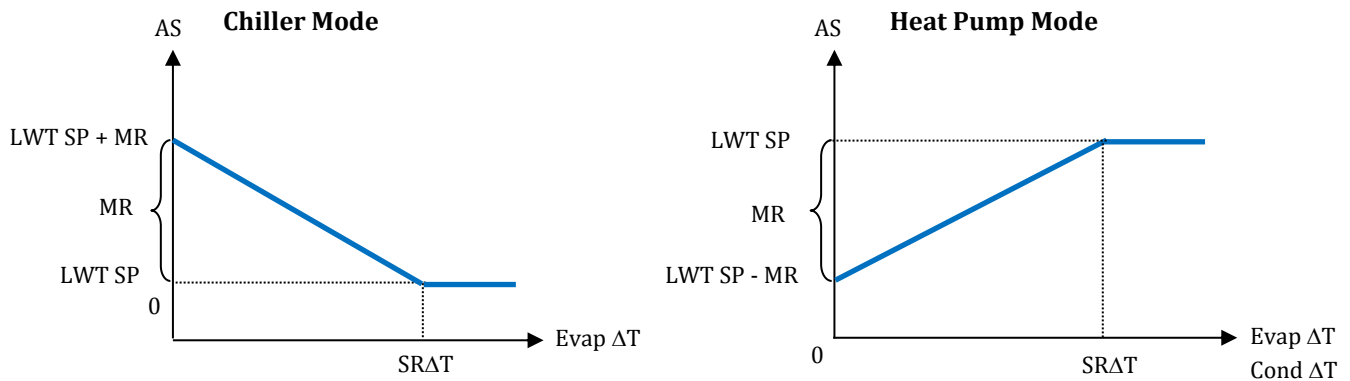 Chiller Mode
AS
LWT SP + MR
MR
LWT SP
0
SRΔT
Evap ΔT
Heat Pump Mode
AS
LWT SP
MR
LWT SP - MR
0
SRΔT
Evap ΔT
Cond ΔT